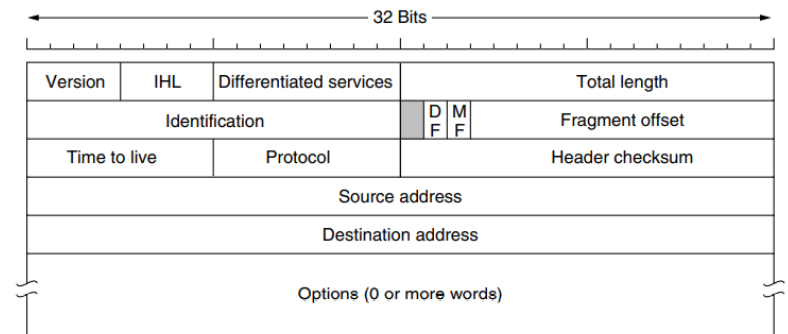 32 Bits
Version IHL Differentiated services Total length
Identification D F M F Fragment offset
Time to live Protocol Header checksum
Source address
Destination address
Options (0 or more words)